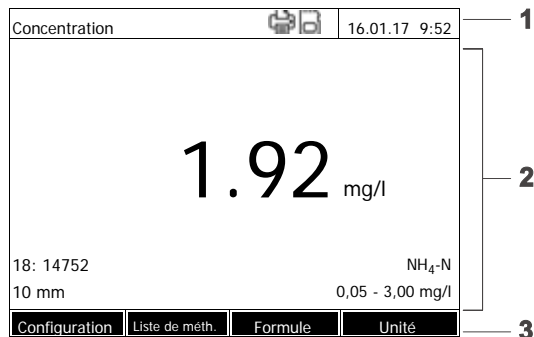 Concentration 16.01.17 9:52 1
1.92 mg/l 2
18: 14752 NH₄-N
10 mm 0,05 - 3,00 mg/l
Configuration Liste de méth. Formule Unité 3